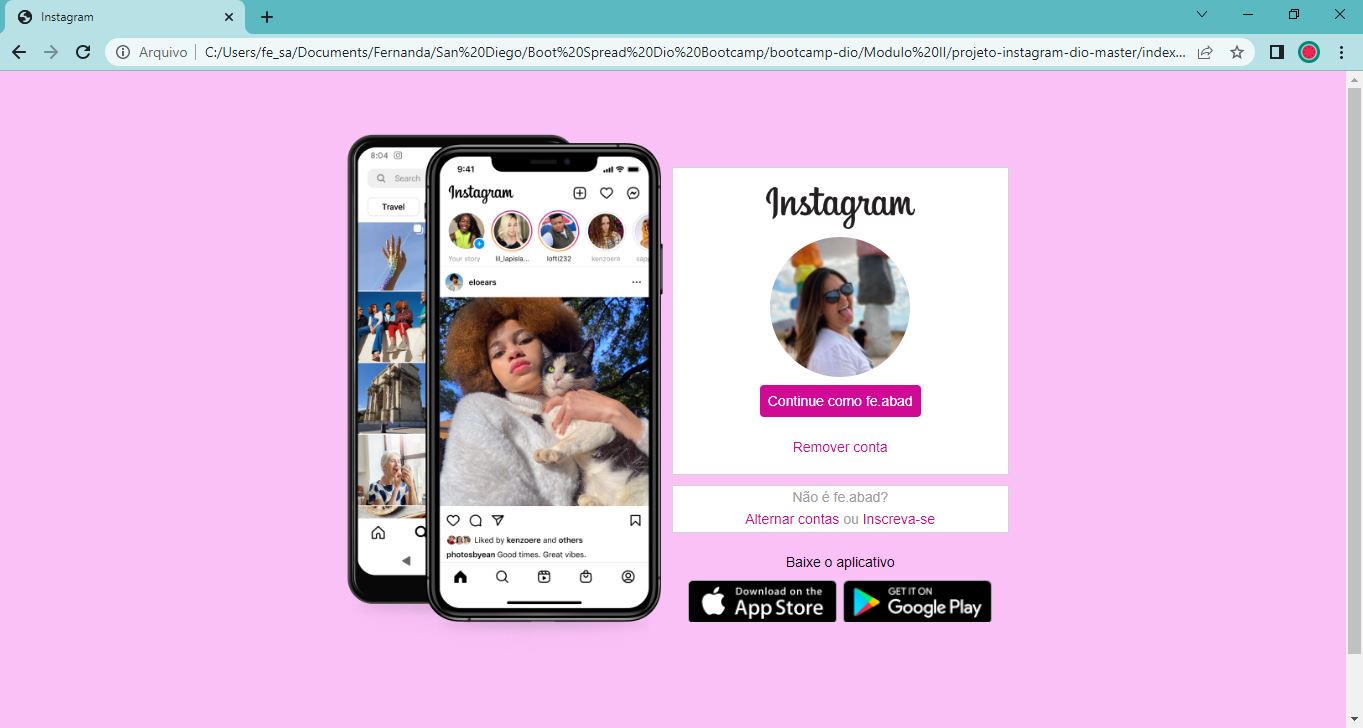 Instagram
Arquivo
C:/Users/fe_sa/Documents/Fernanda/San%20Diego/Boot%20Spread%20Dio%20Bootcamp/bootcamp-dio/Modulo%20II/projeto-instagram-dio-master/index...
8:04
Search
Travel
9:41
Instagram
Your story
lil_lapisla...
lofti232
kenzoere
sapp
eloears
Liked by kenzoere and others
photosbyean Good times. Great vibes.
Instagram
Continue como fe.abad
Remover conta
Não é fe.abad?
Alternar contas ou Inscreva-se
Baixe o aplicativo
Download on the
App Store
GET IT ON
Google Play